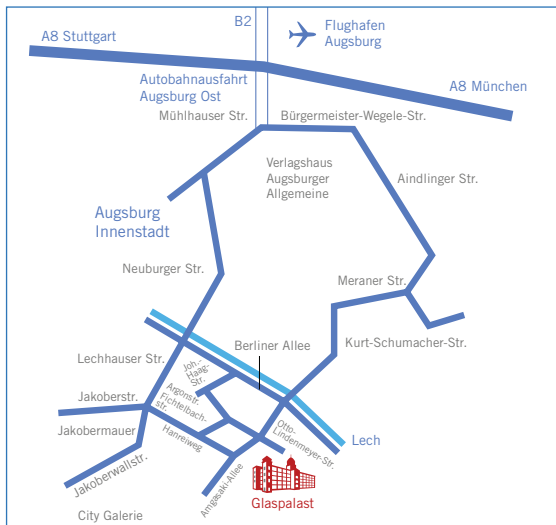 B2
Flughafen
Augsburg
A8 Stuttgart
Autobahnausfahrt
Augsburg Ost
A8 München
Mühlhauser Str.
Bürgermeister-Wegele-Str.
Verlagshaus
Augsburger
Allgemeine
Aindlinger Str.
Augsburg
Innenstadt
Neuburger Str.
Meraner Str.
Berliner Allee
Kurt-Schumacher-Str.
Lechhauser Str.
Joh.-
Haag-
Str.
Argonstr.
Fichtelbach-
str.
Jakoberstr.
Jakobermauer
Hanreiweg
Otto-
Lindenmeyer-Str.
Lech
Jakoberwallstr.
Amgasaki-Allee
Glaspalast
City Galerie